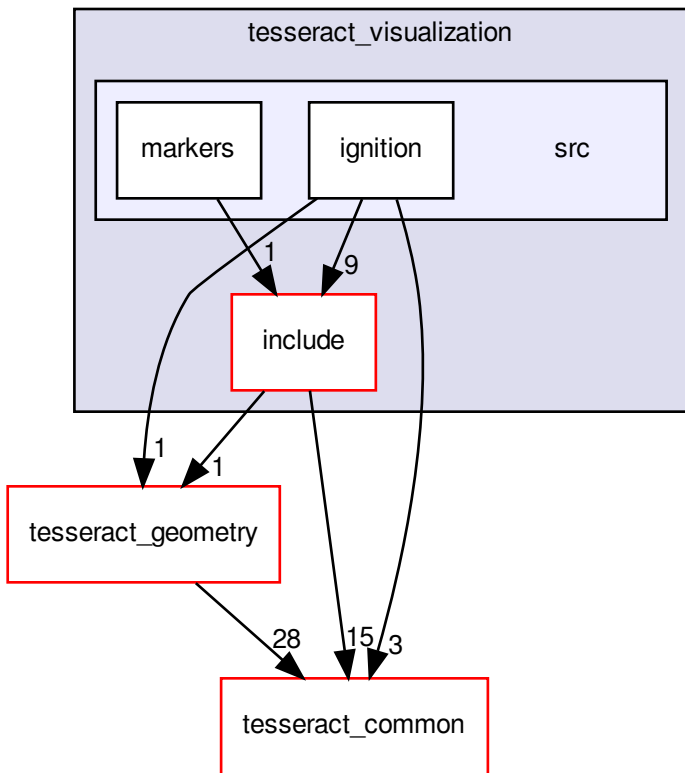 tesseract_visualization
markers
ignition
src
1
9
include
1
1
tesseract_geometry
28
15
3
tesseract_common